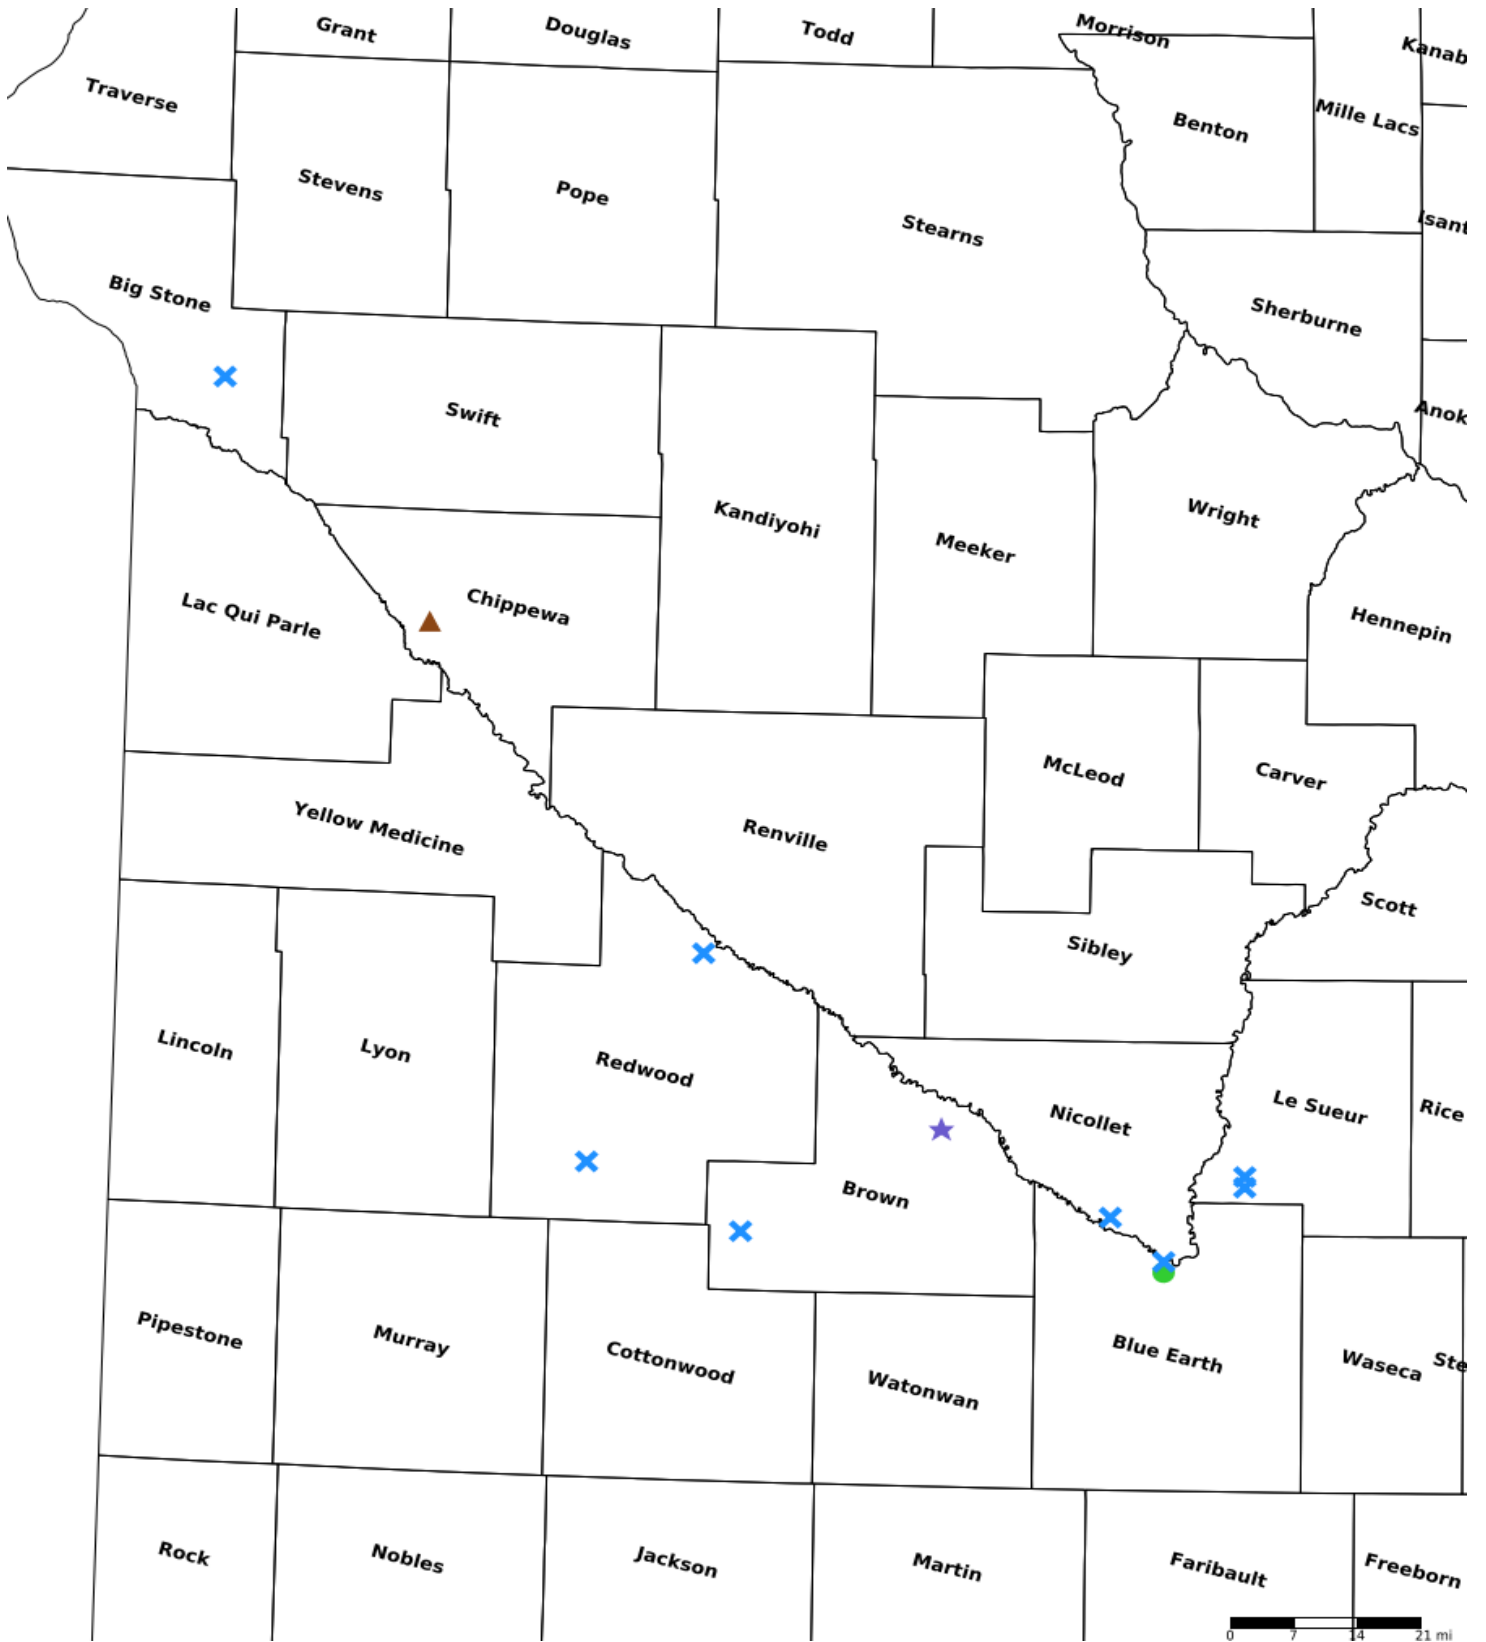 Grant
Douglas
Todd
Morrison
Kanab
Traverse
Benton
Mille Lacs
Stevens
Pope
Stearns
Isant
Big Stone
Sherburne
Swift
Anok
Kandiyohi
Meeker
Wright
Lac Qui Parle
Chippewa
Hennepin
McLeod
Carver
Yellow Medicine
Renville
Scott
Sibley
Lincoln
Lyon
Redwood
Nicollet
Le Sueur
Rice
Brown
Pipestone
Murray
Cottonwood
Watonwan
Blue Earth
Waseca
Ste
Rock
Nobles
Jackson
Martin
Faribault
Freeborn
0 7 14 21 mi